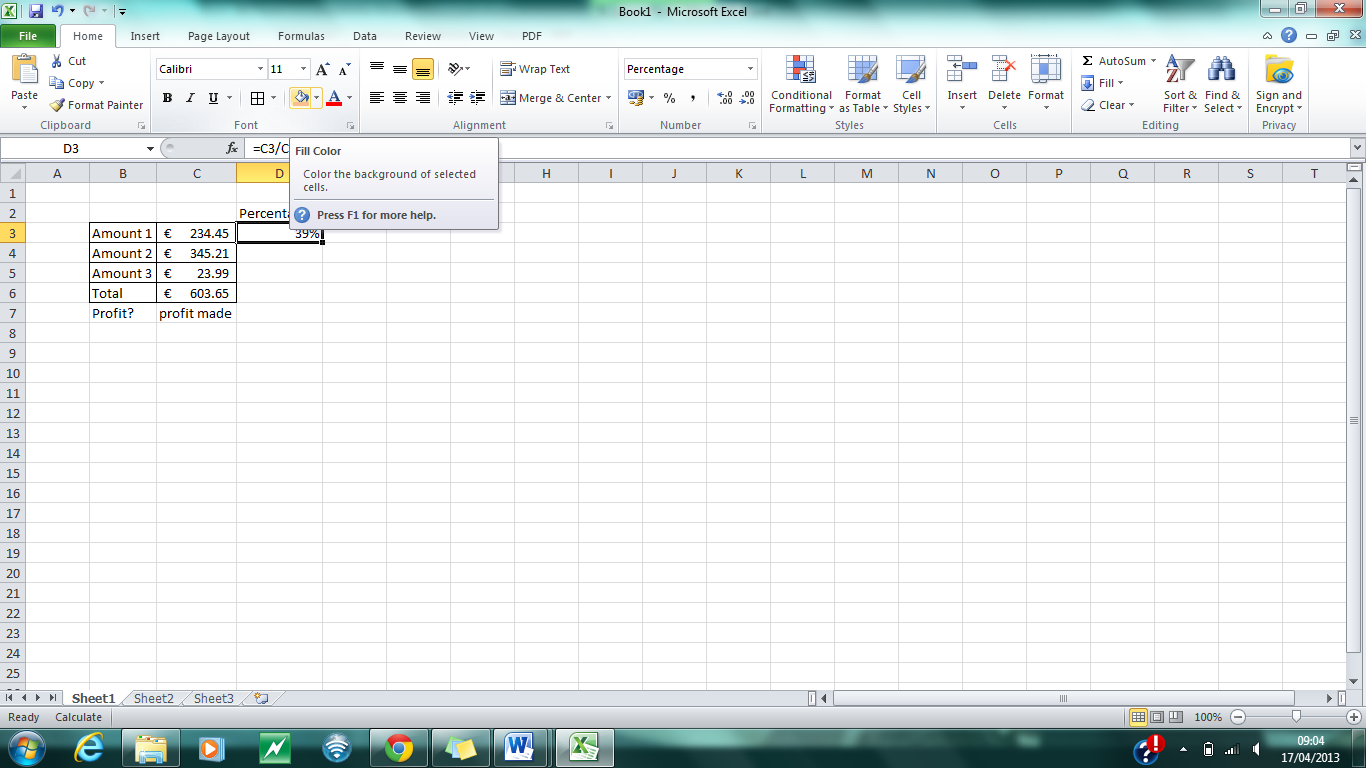 Book1 - Microsoft Excel
File Home Insert Page Layout Formulas Data Review View PDF
Paste
Cut
Copy
Format Painter
Clipboard
Calibri 11
B I U A
Font
Wrap Text
Merge & Center
Alignment
Percentage
% ,
Number
Conditional Formatting
Format as Table
Cell Styles
Styles
Insert Delete Format
Cells
Σ AutoSum
Fill
Clear
Sort & Filter
Find & Select
Editing
Sign and Encrypt
Privacy
D3 fx =C3/C
Fill Color
Color the background of selected
cells.
Press F1 for more help.
A B C D H I J K L M N O P Q R S T
1
2 Percenta
3 Amount 1 € 234.45 39%
4 Amount 2 € 345.21
5 Amount 3 € 23.99
6 Total € 603.65
7 Profit? profit made
8
9
10
11
12
13
14
15
16
17
18
19
20
21
22
23
24
25
Sheet1 Sheet2 Sheet3
Ready Calculate 100%
09:04
17/04/2013